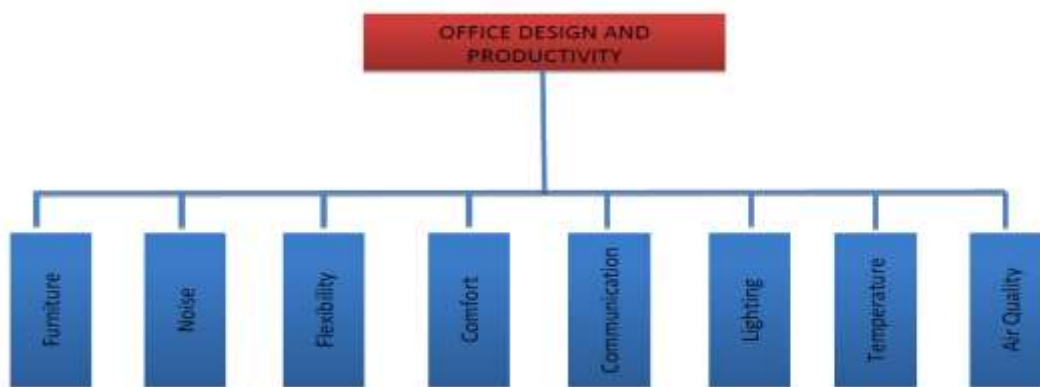 OFFICE DESIGN AND
PRODUCTIVITY
Furniture
Noise
Flexibility
Comfort
Communication
Lighting
Temperature
Air Quality